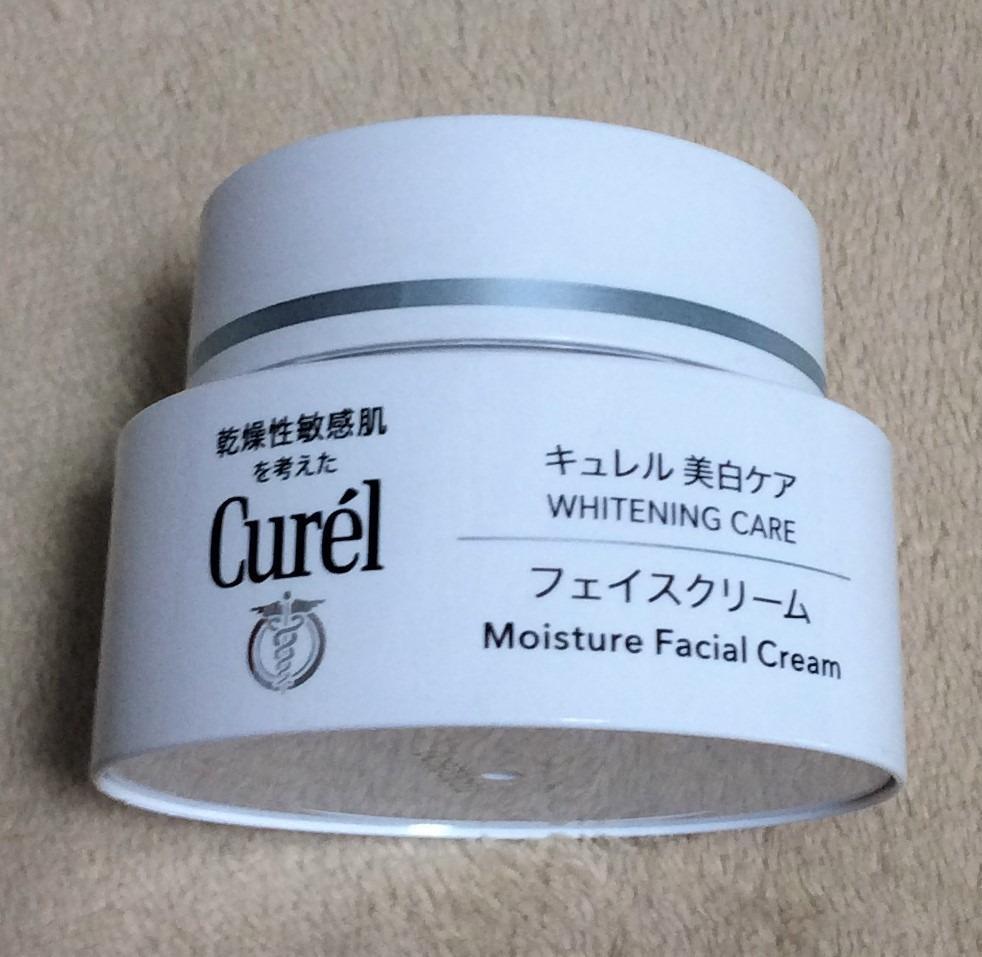 乾燥性敏感肌
を考えた
Curél
キュレル 美白ケア
WHITENING CARE
フェイスクリーム
Moisture Facial Cream